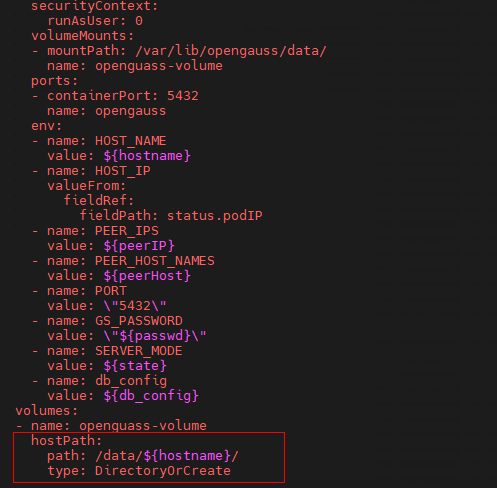 securityContext:
  runAsUser: 0
volumeMounts:
- mountPath: /var/lib/opengauss/data/
  name: openguass-volume
ports:
- containerPort: 5432
  name: opengauss
env:
- name: HOST_NAME
  value: ${hostname}
- name: HOST_IP
  valueFrom:
    fieldRef:
      fieldPath: status.podIP
- name: PEER_IPS
  value: ${peerIP}
- name: PEER_HOST_NAMES
  value: ${peerHost}
- name: PORT
  value: \"5432\"
- name: GS_PASSWORD
  value: \"${passwd}\"
- name: SERVER_MODE
  value: ${state}
- name: db_config
  value: ${db_config}
volumes:
- name: openguass-volume
  hostPath:
    path: /data/${hostname}/
    type: DirectoryOrCreate